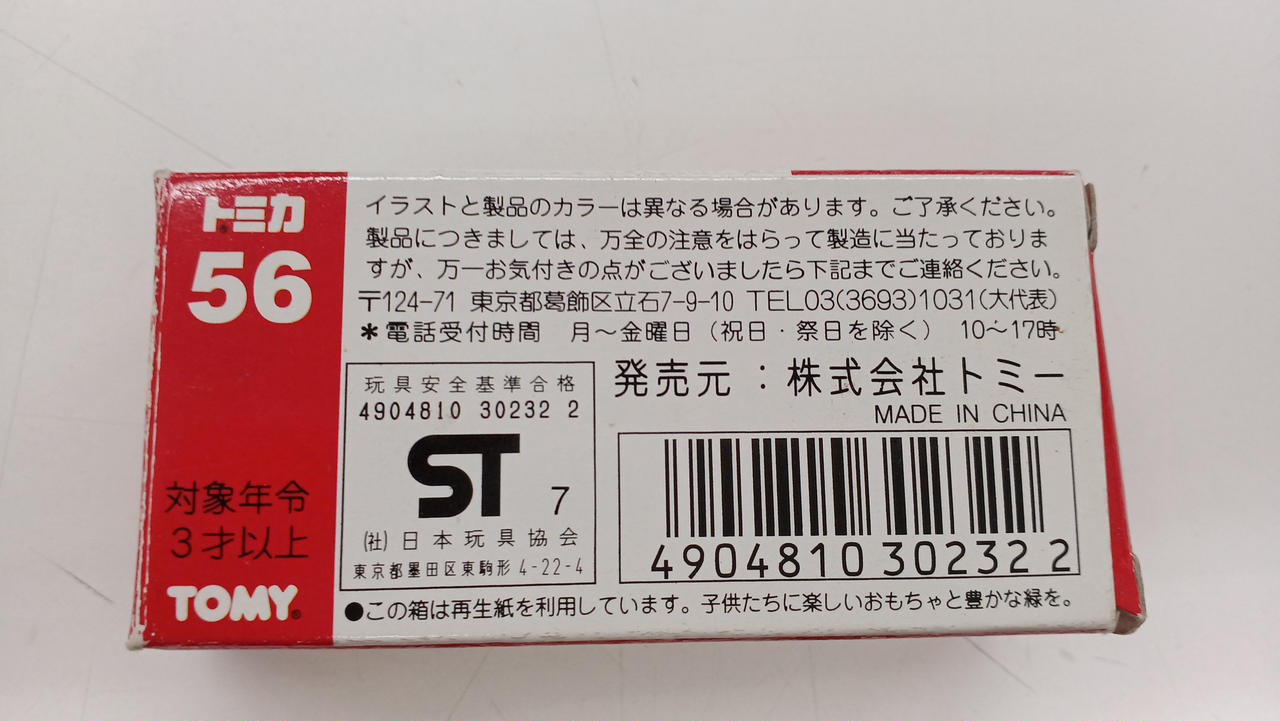 トミカ
56
対象年令
3才以上
TOMY
イラストと製品のカラーは異なる場合があります。ご了承ください。
製品につきましては、万全の注意をはらって製造に当たっておりま
すが、万一お気付きの点がございましたら下記までご連絡ください。
〒124-71 東京都葛飾区立石7-9-10 TEL03(3693)1031(大代表)
＊電話受付時間 月～金曜日（祝日・祭日を除く） 10～17時
玩具安全基準合格
4904810 30232 2
ST 7
(社)日本玩具協会
東京都墨田区東駒形4-22-4
発売元：株式会社トミー
MADE IN CHINA
4904810302322
●この箱は再生紙を利用しています。子供たちに楽しいおもちゃと豊かな緑を。